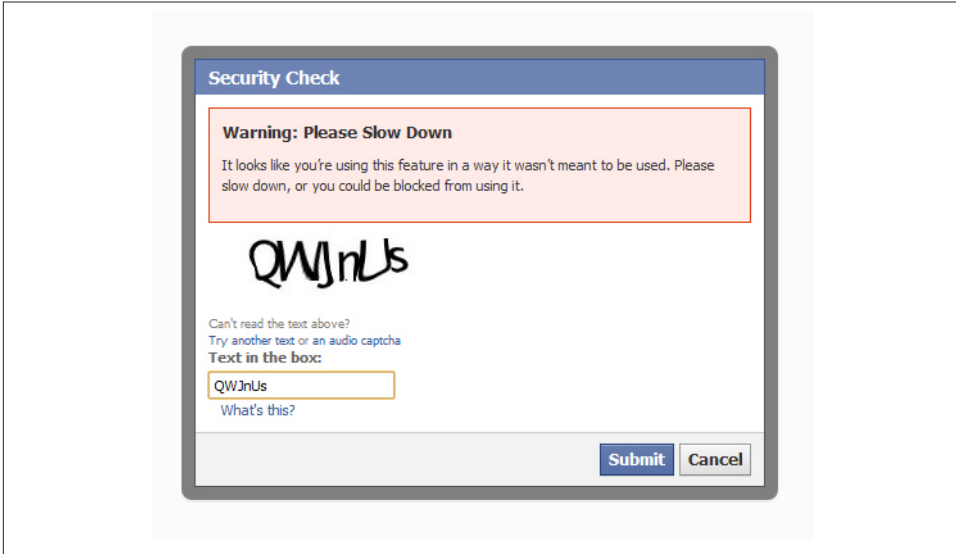 Security Check
Warning: Please Slow Down
It looks like you're using this feature in a way it wasn't meant to be used. Please
slow down, or you could be blocked from using it.
QWJnUs
Can't read the text above?
Try another text or an audio captcha
Text in the box:
QWJnUs
What's this?
Submit Cancel